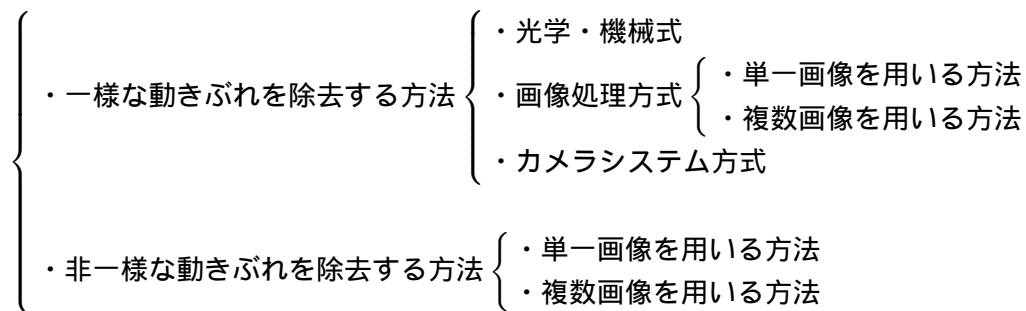 ・一様な動きぶれを除去する方法
・光学・機械式
・画像処理方式
・単一画像を用いる方法
・複数画像を用いる方法
・カメラシステム方式
・非一様な動きぶれを除去する方法
・単一画像を用いる方法
・複数画像を用いる方法